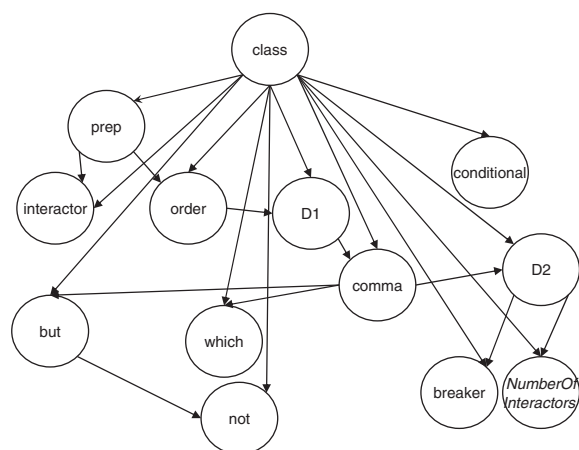 class
prep
conditional
interactor
order
D1
D2
comma
but
which
breaker
NumberOf
Interactors
not